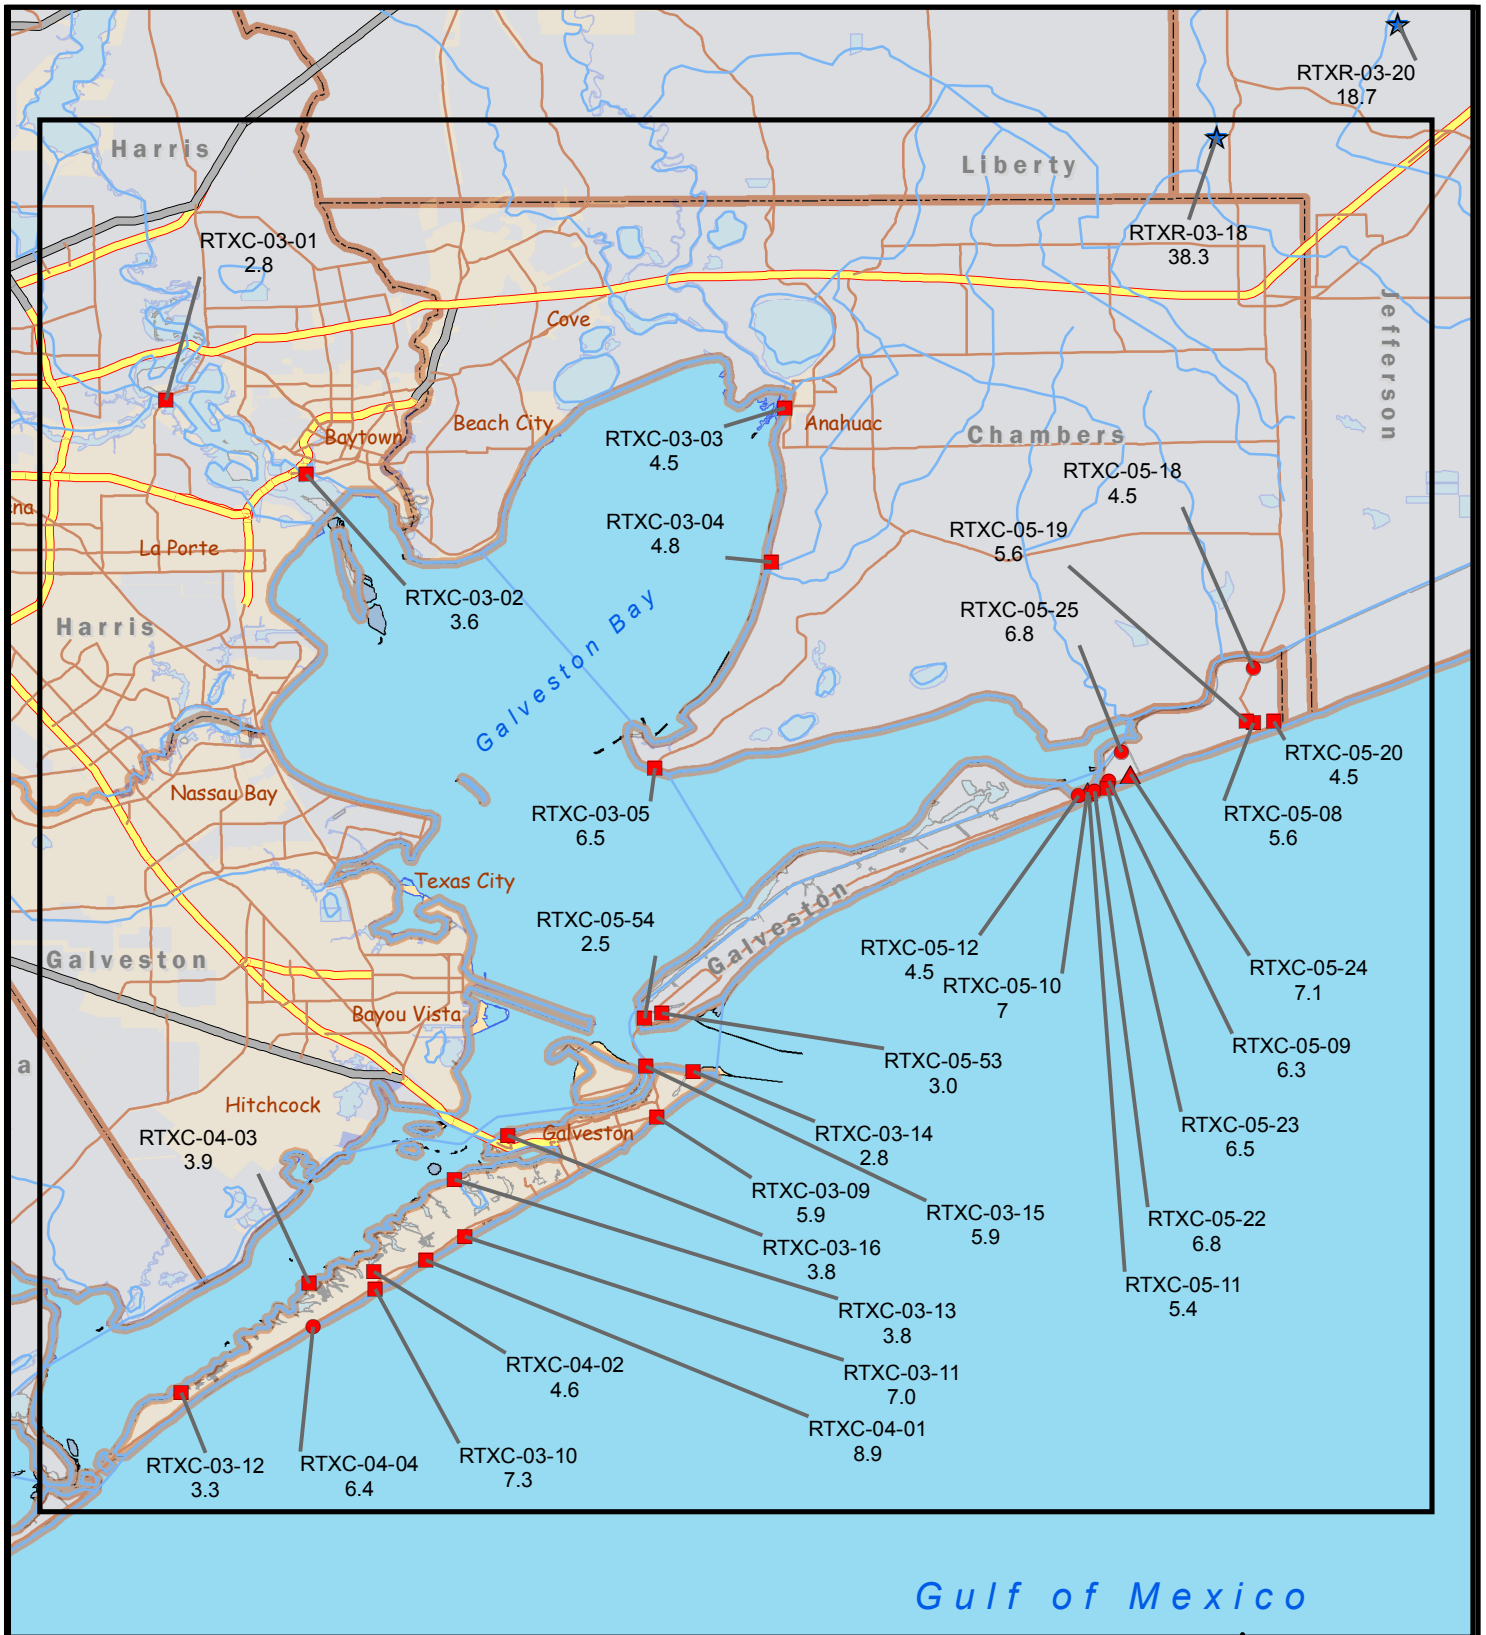 RTXR-03-20
18.7
Harris
Liberty
RTXC-03-01
2.8
RTXR-03-18
38.3
Jefferson
Cove
Beach City
Baytown
RTXC-03-03
4.5
Anahuac
Chambers
RTXC-05-18
4.5
na
RTXC-03-04
4.8
RTXC-05-19
5.6
La Porte
RTXC-03-02
3.6
RTXC-05-25
6.8
Harris
Galveston Bay
RTXC-05-20
4.5
Nassau Bay
RTXC-03-05
6.5
RTXC-05-08
5.6
Texas City
Galveston
RTXC-05-54
2.5
RTXC-05-12
4.5
RTXC-05-10
7
RTXC-05-24
7.1
Galveston
Bayou Vista
RTXC-05-53
3.0
RTXC-05-09
6.3
a
Hitchcock
RTXC-04-03
3.9
Galveston
RTXC-03-14
2.8
RTXC-05-23
6.5
RTXC-03-09
5.9
RTXC-03-15
5.9
RTXC-05-22
6.8
RTXC-03-16
3.8
RTXC-05-11
5.4
RTXC-03-13
3.8
RTXC-04-02
4.6
RTXC-03-11
7.0
RTXC-04-01
8.9
RTXC-03-12
3.3
RTXC-04-04
6.4
RTXC-03-10
7.3
Gulf of Mexico